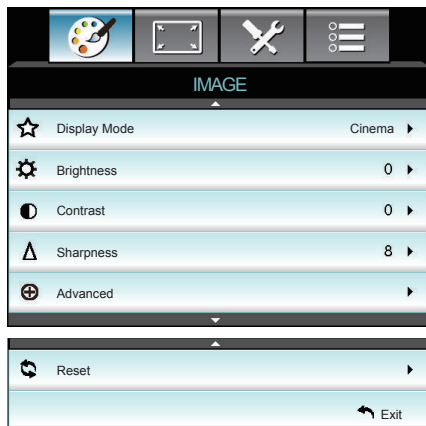 IMAGE
Display Mode Cinema
Brightness 0
Contrast 0
Sharpness 8
Advanced
Reset
Exit